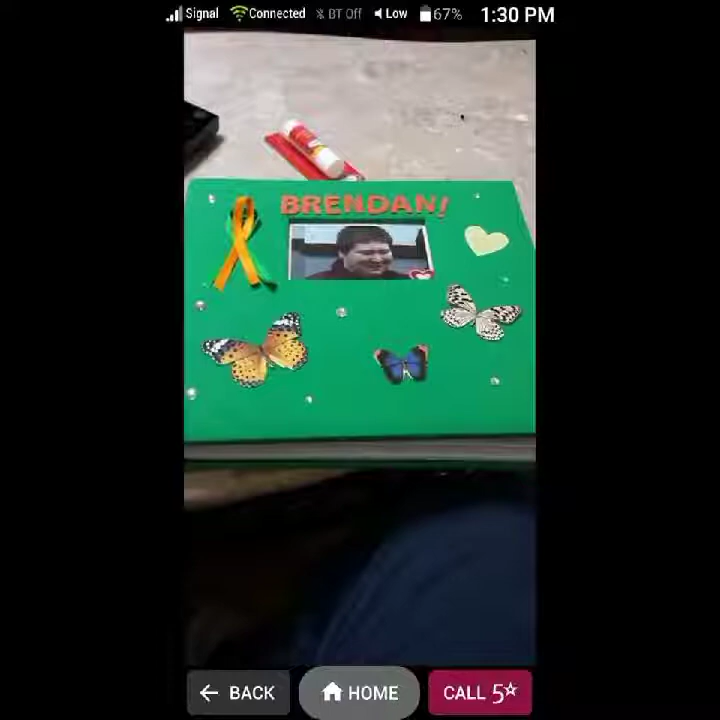 Signal Connected BT Off Low 67% 1:30 PM
BRENDAN!
BACK HOME CALL 5☆